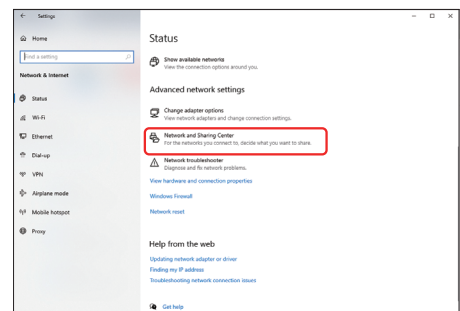 Settings
Home
Find a setting
Network & Internet
Status
Wi-Fi
Ethernet
Dial-up
VPN
Airplane mode
Mobile hotspot
Proxy
Status
Show available networks
View the connection options around you.
Advanced network settings
Change adapter options
View network adapters and change connection settings.
Network and Sharing Center
For the networks you connect to, decide what you want to share.
Network troubleshooter
Diagnose and fix network problems.
View hardware and connection properties
Windows Firewall
Network reset
Help from the web
Updating network adapter or driver
Finding my IP address
Troubleshooting network connection issues
Get help